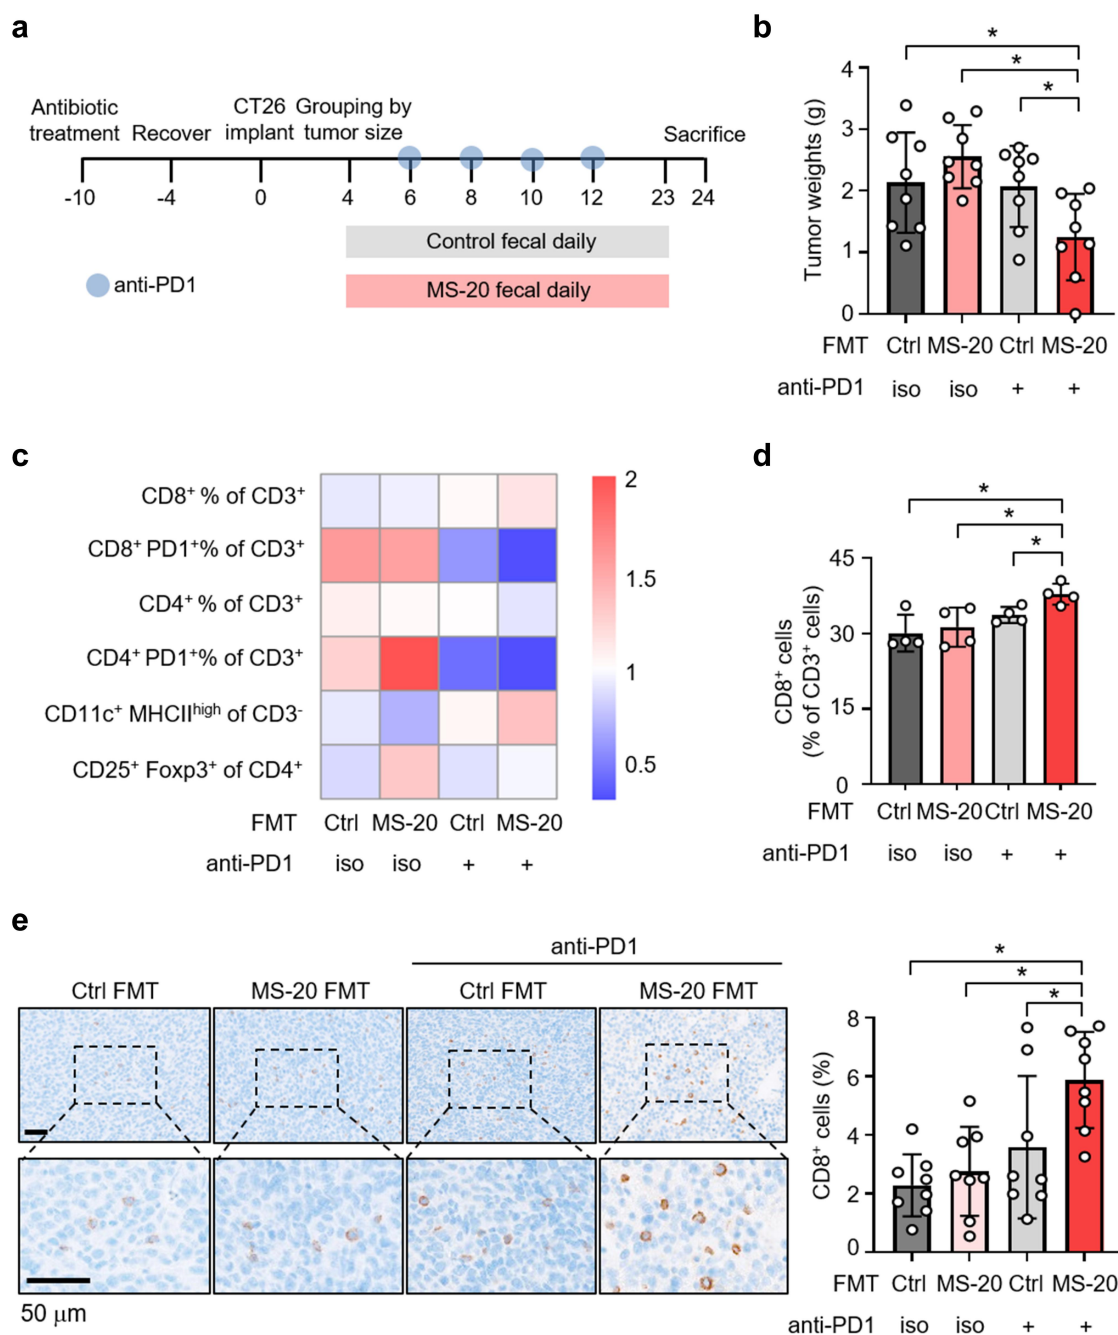 a
Antibiotic
treatment
Recover
CT26
implant
Grouping by
tumor size
Sacrifice
-10 -4 0 4 6 8 10 12 23 24
Control fecal daily
MS-20 fecal daily
anti-PD1
b
Tumor weights (g)
4
3
2
1
0
* * *
FMT Ctrl MS-20 Ctrl MS-20
anti-PD1 iso iso + +
c
CD8⁺ % of CD3⁺
CD8⁺ PD1⁺% of CD3⁺
CD4⁺ % of CD3⁺
CD4⁺ PD1⁺% of CD3⁺
CD11c⁺ MHCIIʰⁱᵍʰ of CD3⁻
CD25⁺ Foxp3⁺ of CD4⁺
2
1.5
1
0.5
FMT Ctrl MS-20 Ctrl MS-20
anti-PD1 iso iso + +
d
CD8⁺ cells
(% of CD3⁺ cells)
45
30
15
0
* * *
FMT Ctrl MS-20 Ctrl MS-20
anti-PD1 iso iso + +
e
anti-PD1
Ctrl FMT MS-20 FMT Ctrl FMT MS-20 FMT
50 μm
CD8⁺ cells (%)
8
6
4
2
0
* * *
FMT Ctrl MS-20 Ctrl MS-20
anti-PD1 iso iso + +